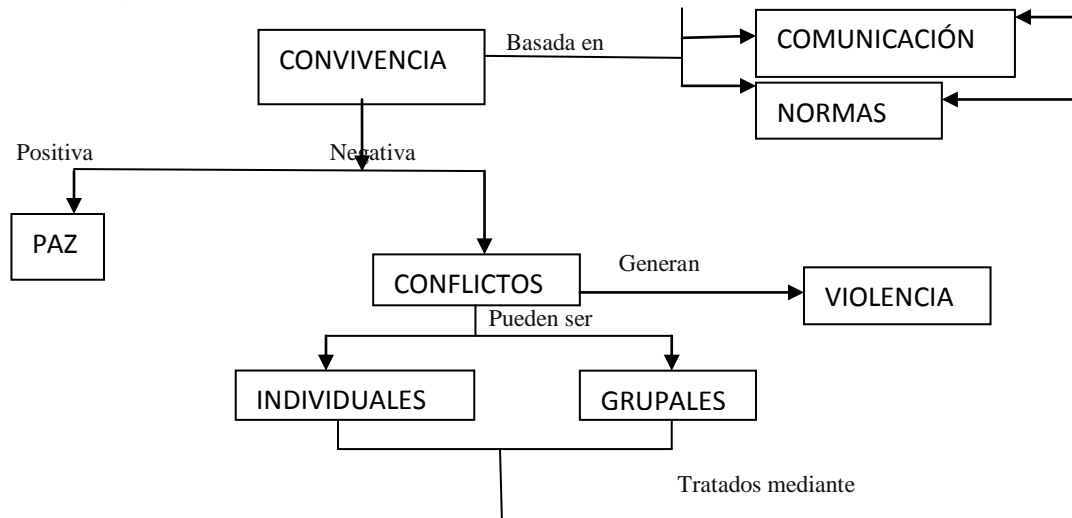 COMUNICACIÓN
Basada en
CONVIVENCIA
NORMAS
Positiva
Negativa
PAZ
CONFLICTOS
Generan
VIOLENCIA
Pueden ser
INDIVIDUALES
GRUPALES
Tratados mediante